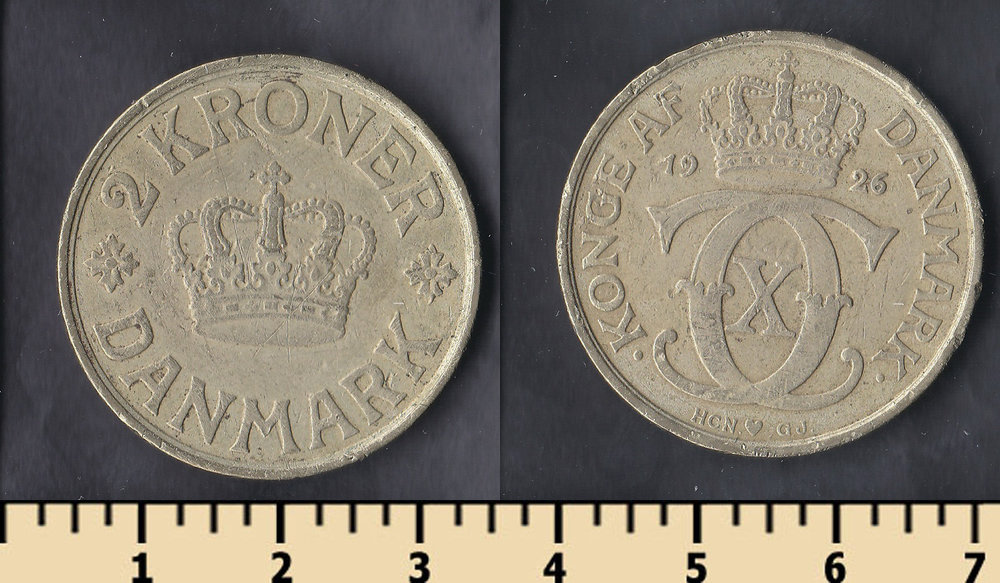 2 KRONER
DANMARK
· KONGE AF DANMARK ·
19 26
X
HCN ♡ GJ.
1 2 3 4 5 6 7